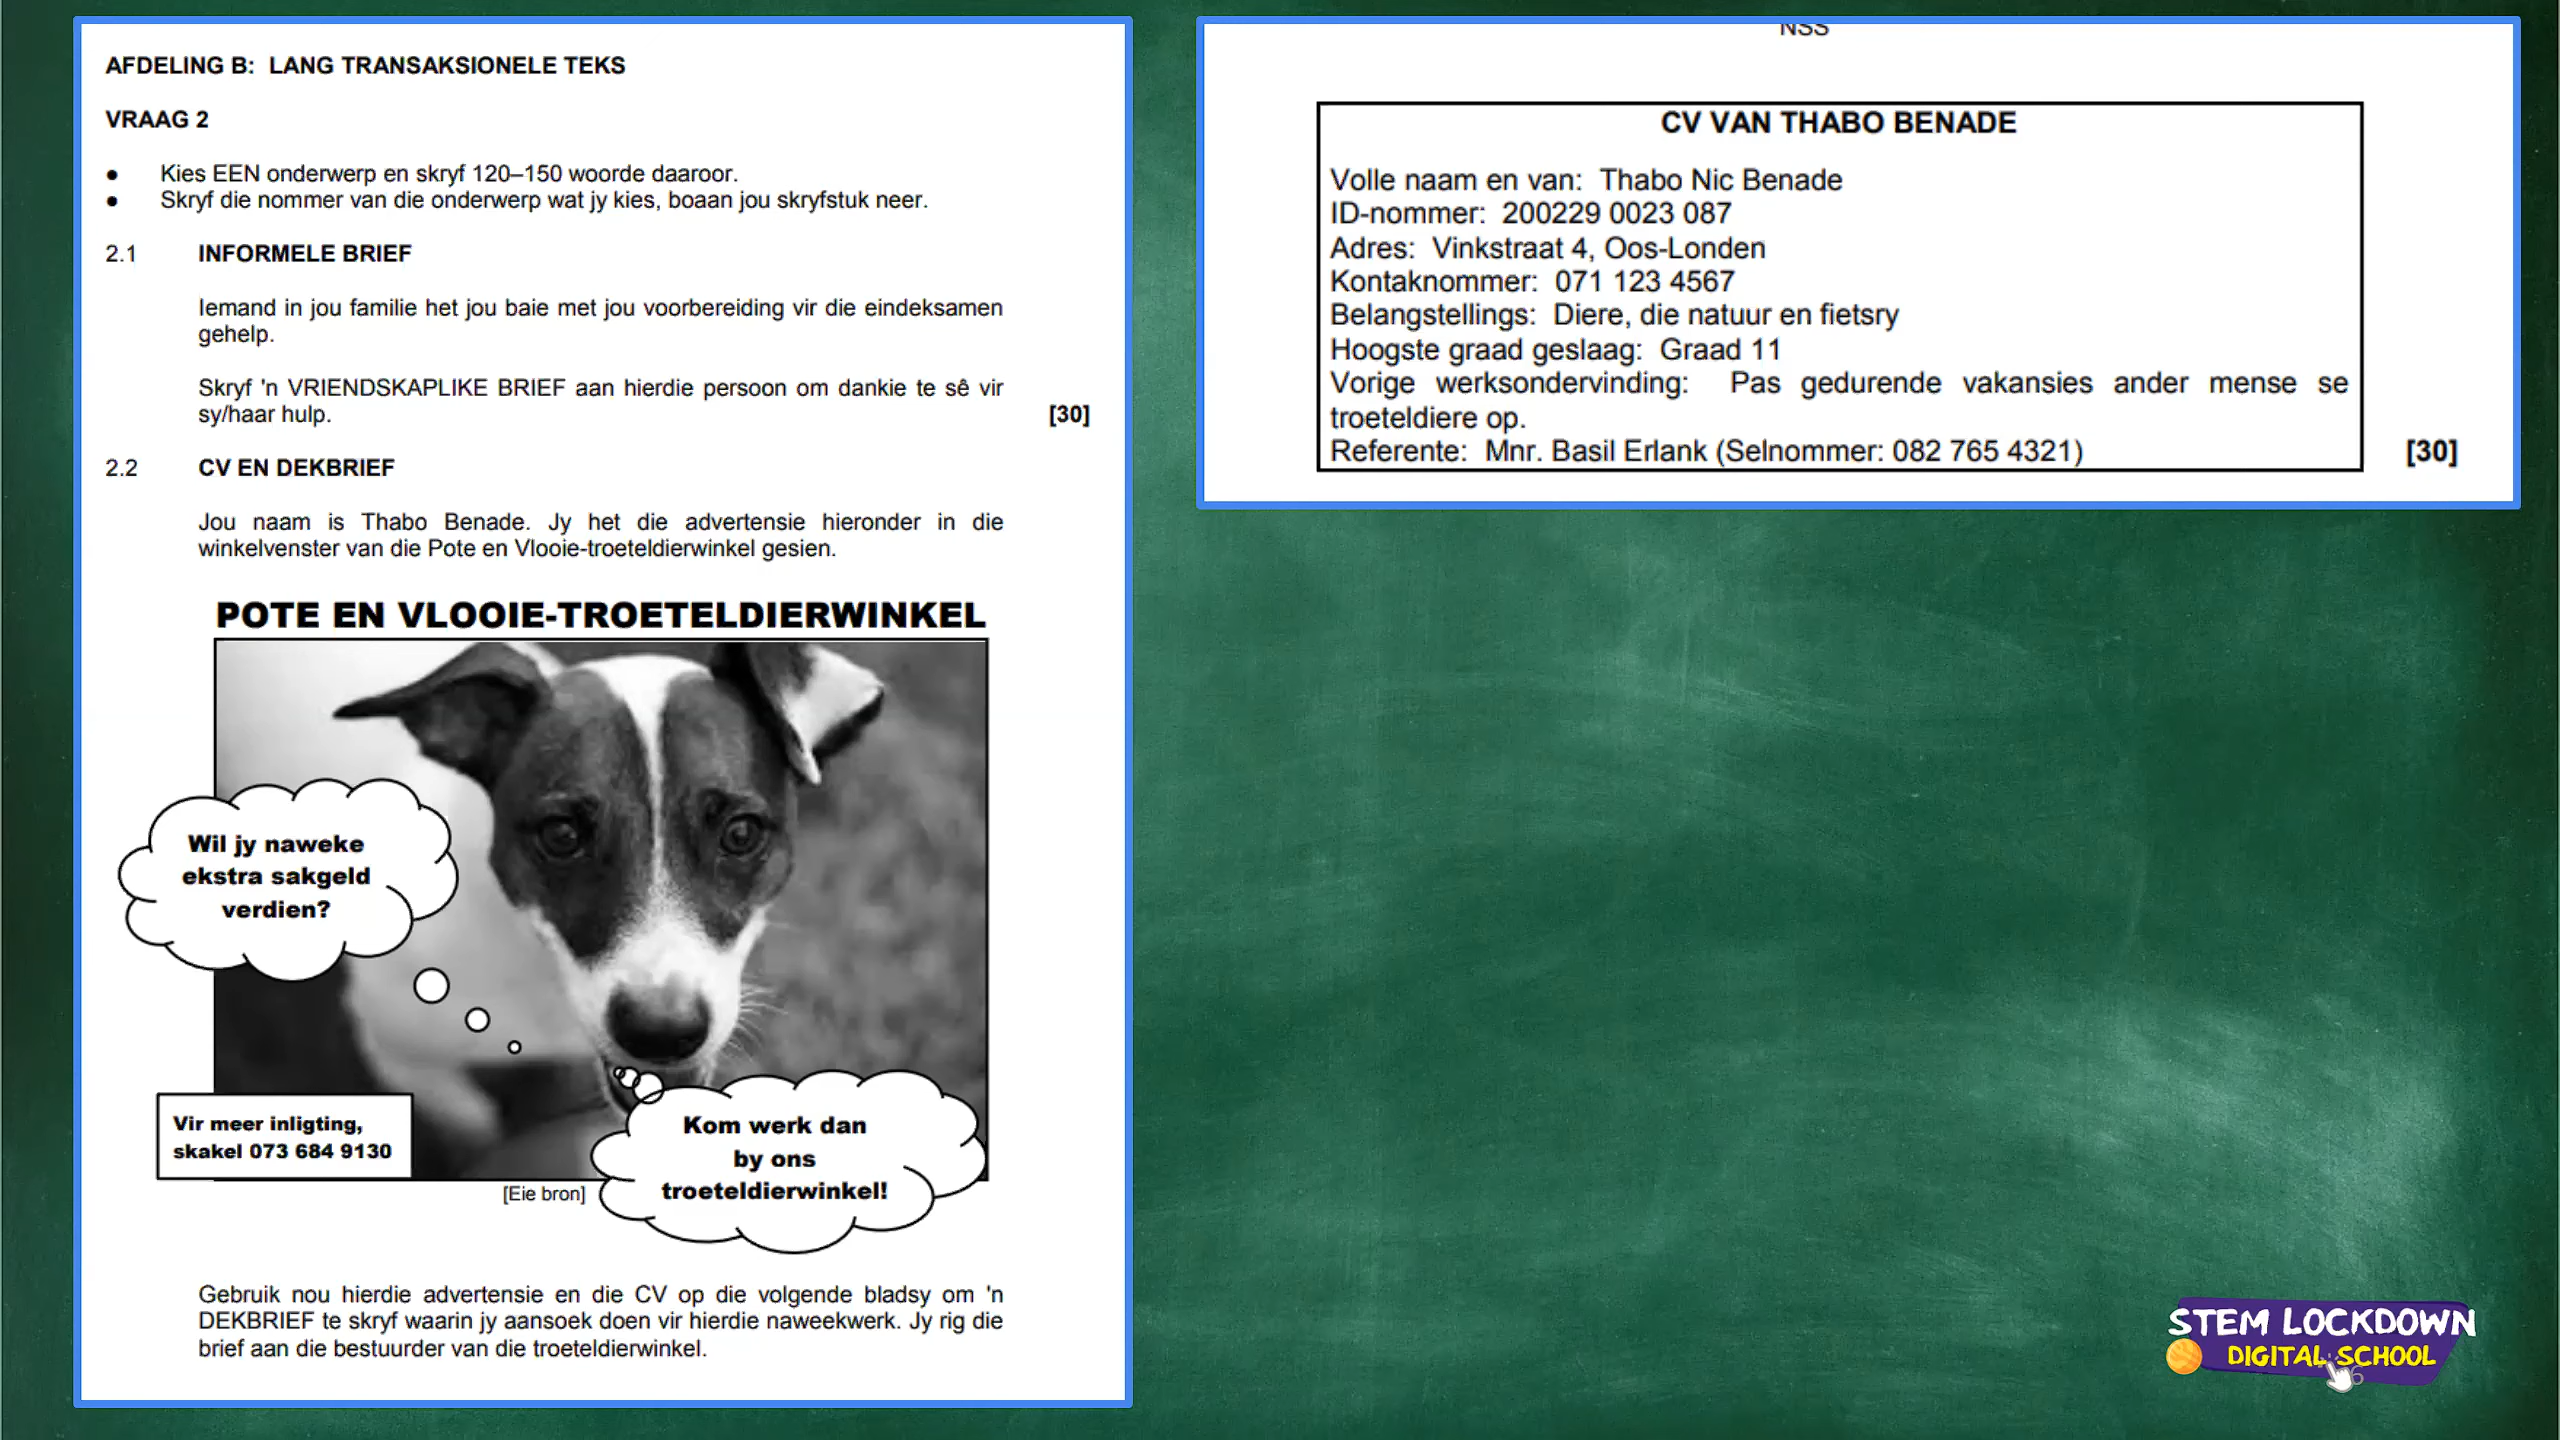 AFDELING B: LANG TRANSAKSIONELE TEKS
VRAAG 2
● Kies EEN onderwerp en skryf 120–150 woorde daaroor.
● Skryf die nommer van die onderwerp wat jy kies, boaan jou skryfstuk neer.
2.1 INFORMELE BRIEF
Iemand in jou familie het jou baie met jou voorbereiding vir die eindeksamen
gehelp.
Skryf 'n VRIENDSKAPLIKE BRIEF aan hierdie persoon om dankie te sê vir
sy/haar hulp. [30]
2.2 CV EN DEKBRIEF
Jou naam is Thabo Benade. Jy het die advertensie hieronder in die
winkelvenster van die Pote en Vlooie-troeteldierwinkel gesien.
POTE EN VLOOIE-TROETELDIERWINKEL
Wil jy naweke
ekstra sakgeld
verdien?
Kom werk dan
by ons
troeteldierwinkel!
Vir meer inligting,
skakel 073 684 9130
[Eie bron]
Gebruik nou hierdie advertensie en die CV op die volgende bladsy om 'n
DEKBRIEF te skryf waarin jy aansoek doen vir hierdie naweekwerk. Jy rig die
brief aan die bestuurder van die troeteldierwinkel.
NSS
CV VAN THABO BENADE
Volle naam en van: Thabo Nic Benade
ID-nommer: 200229 0023 087
Adres: Vinkstraat 4, Oos-Londen
Kontaknommer: 071 123 4567
Belangstellings: Diere, die natuur en fietsry
Hoogste graad geslaag: Graad 11
Vorige werksondervinding: Pas gedurende vakansies ander mense se
troeteldiere op.
Referente: Mnr. Basil Erlank (Selnommer: 082 765 4321)
[30]
STEM LOCKDOWN
DIGITAL SCHOOL
6